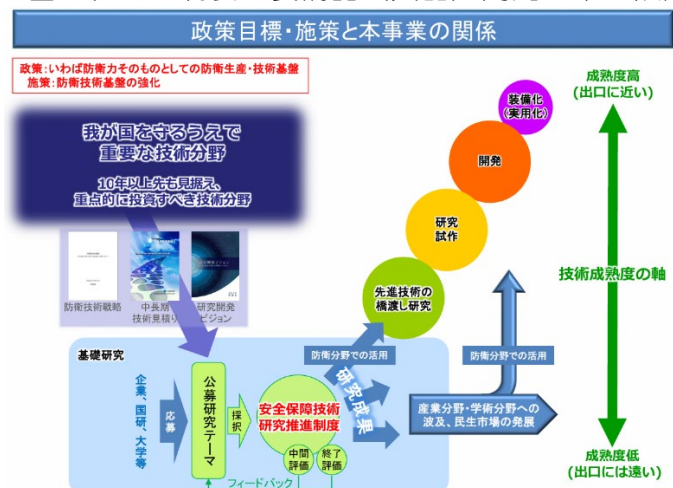 政策目標・施策と本事業の関係
政策：いわば防衛力そのものとしての防衛生産・技術基盤
施策：防衛技術基盤の強化
我が国を守るうえで
重要な技術分野
10年以上先も見据え、
重点的に投資すべき技術分野
防衛技術戦略
中長期
技術見積り
研究開発
ビジョン
装備化
(実用化)
開発
研究
試作
先進技術の
橋渡し研究
成熟度高
(出口に近い)
技術成熟度の軸
成熟度低
(出口には遠い)
基礎研究
企業、国研、大学等
応募
公募研究テーマ
採択
安全保障技術
研究推進制度
中間
評価
終了
評価
フィードバック
研究成果
防衛分野での活用
防衛分野での活用
産業分野・学術分野への
波及、民生市場の発展